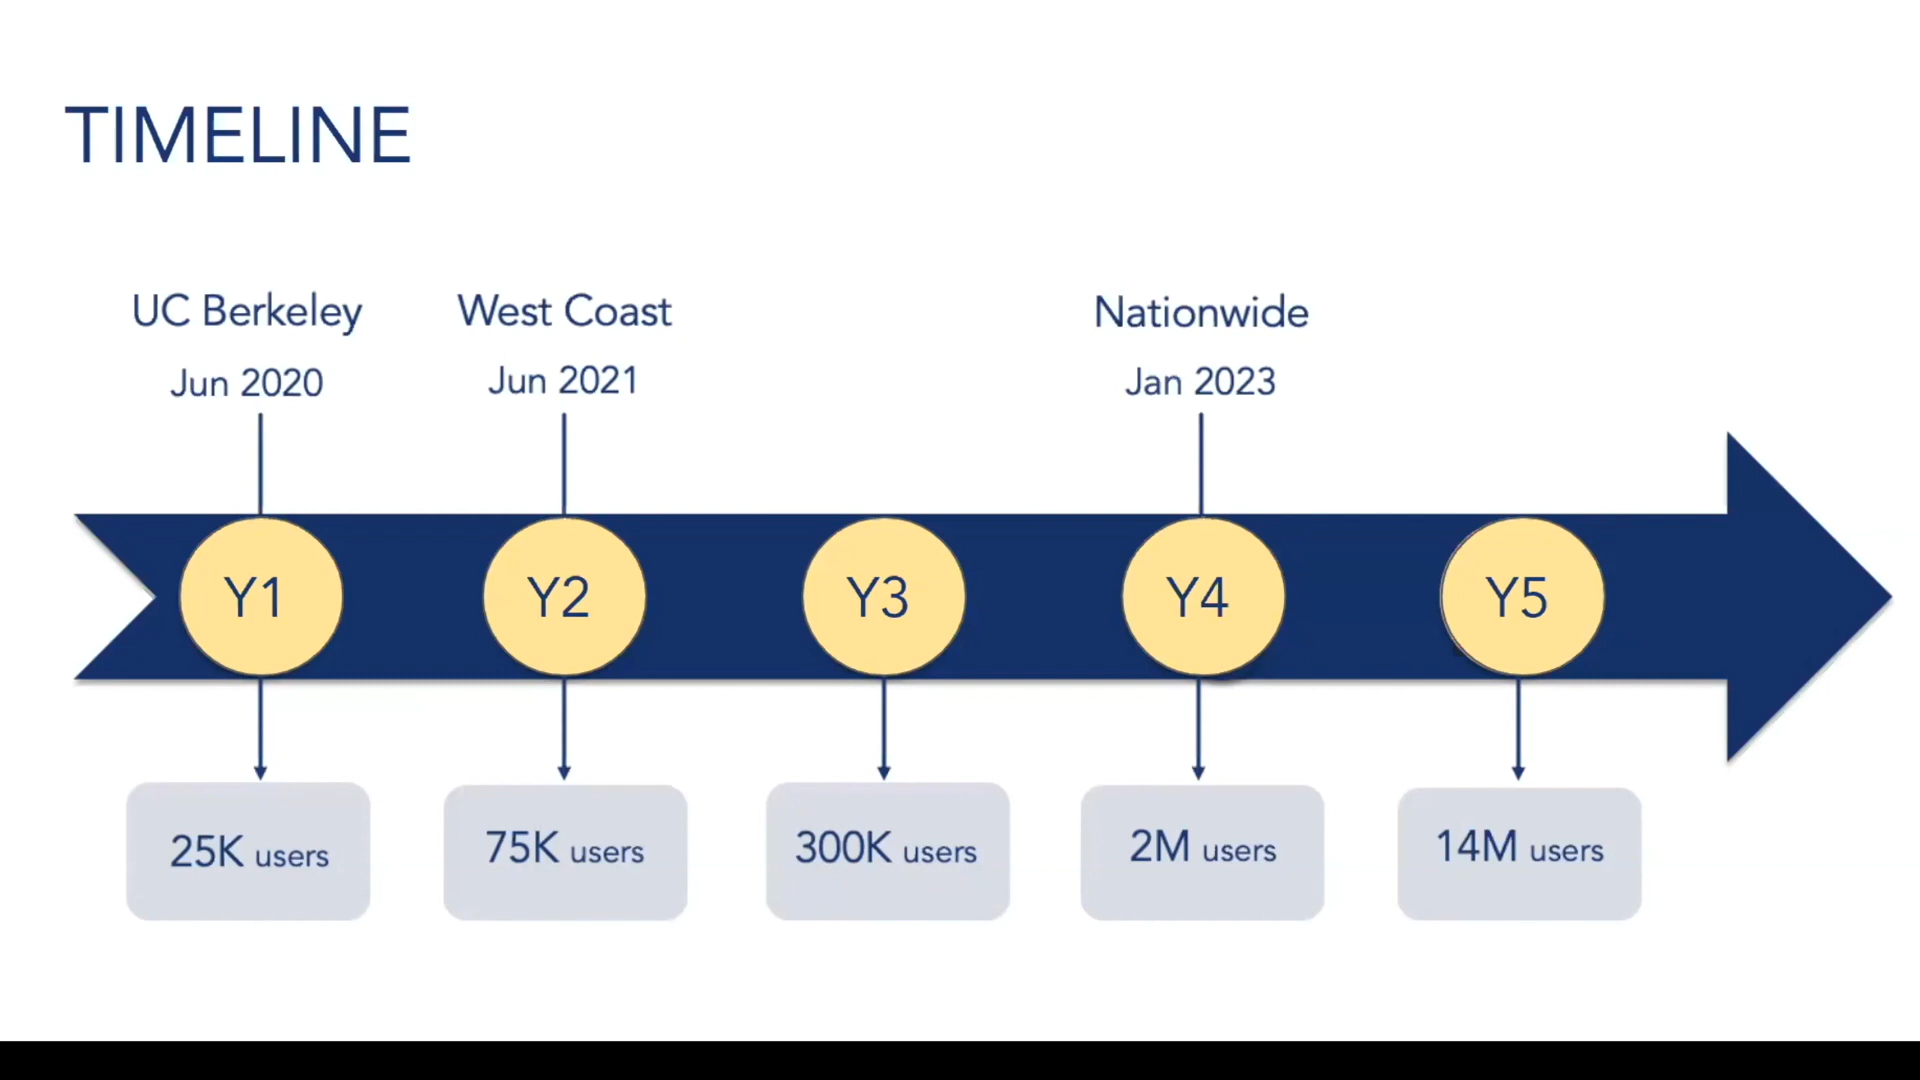 TIMELINE
UC Berkeley
Jun 2020
West Coast
Jun 2021
Nationwide
Jan 2023
Y1
Y2
Y3
Y4
Y5
25K users
75K users
300K users
2M users
14M users